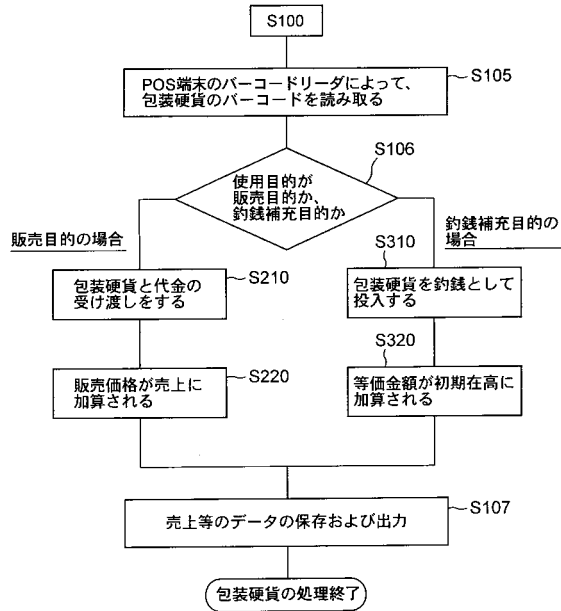 S100
POS端末のバーコードリーダによって、
包装硬貨のバーコードを読み取る
S105
S106
使用目的が
販売目的か、
釣銭補充目的か
販売目的の場合
釣銭補充目的の
場合
包装硬貨と代金の
受け渡しをする
S210
S310
包装硬貨を釣銭として
投入する
販売価格が売上に
加算される
S220
S320
等価金額が初期在高に
加算される
売上等のデータの保存および出力
S107
包装硬貨の処理終了